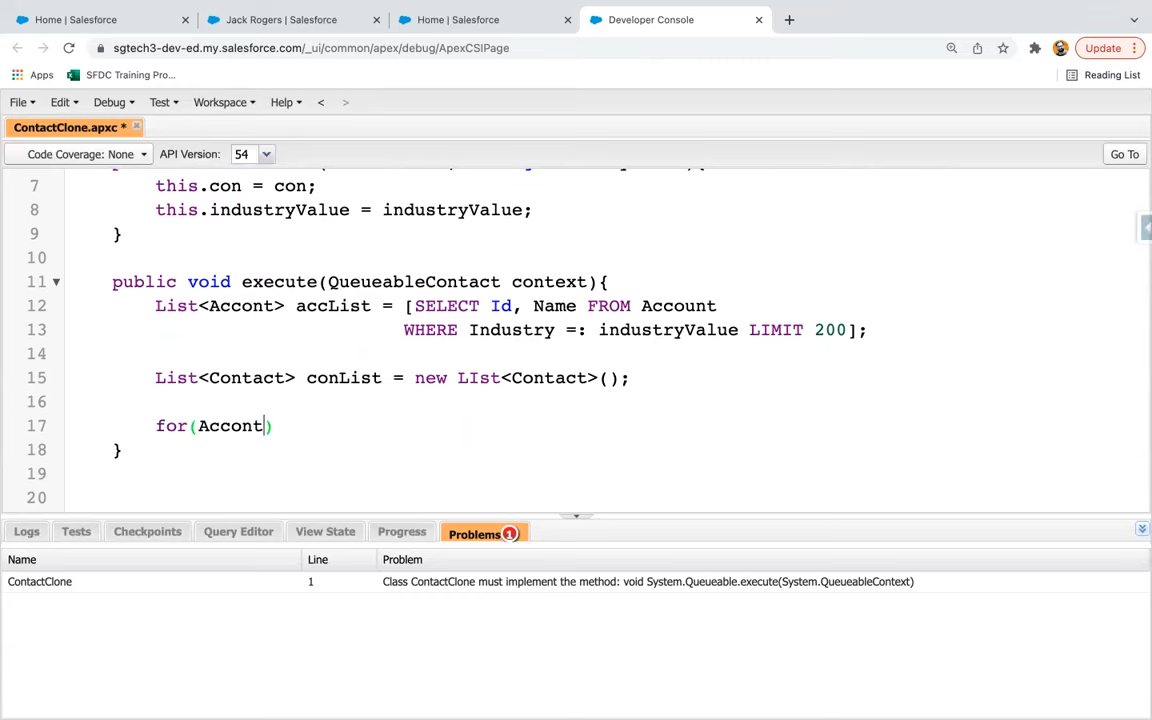 Home | Salesforce
Jack Rogers | Salesforce
Home | Salesforce
Developer Console
sgtech3-dev-ed.my.salesforce.com/_ui/common/apex/debug/ApexCSIPage
Update
Apps
SFDC Training Pro...
Reading List
File
Edit
Debug
Test
Workspace
Help
<
>
ContactClone.apxc *
Code Coverage: None
API Version:
54
Go To
7 this.con = con;
8 this.industryValue = industryValue;
9 }
10
11 public void execute(QueueableContact context){
12 List<Accont> accList = [SELECT Id, Name FROM Account
13 WHERE Industry =: industryValue LIMIT 200];
14
15 List<Contact> conList = new LIst<Contact>();
16
17 for(Accont)
18 }
19
20
Logs
Tests
Checkpoints
Query Editor
View State
Progress
Problems 1
Name Line Problem
ContactClone 1 Class ContactClone must implement the method: void System.Queueable.execute(System.QueueableContext)